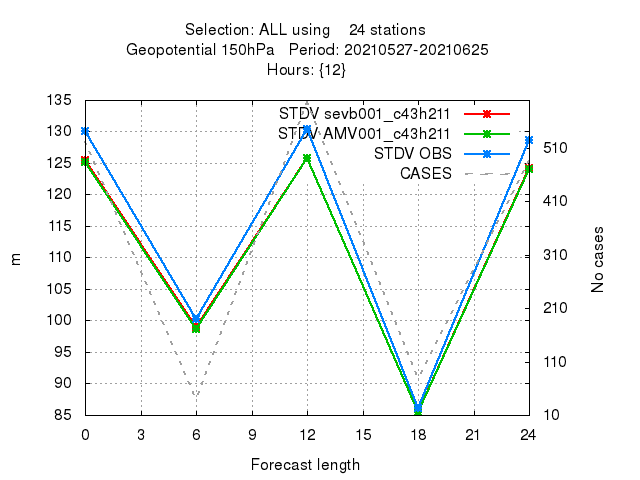 Selection: ALL using    24 stations
Geopotential 150hPa   Period: 20210527-20210625
Hours: {12}
STDV sevb001_c43h211
STDV AMV001_c43h211
STDV OBS
CASES
135
130
125
120
115
110
105
100
95
90
85
m
510
410
310
210
110
10
No cases
0 3 6 9 12 15 18 21 24
Forecast length